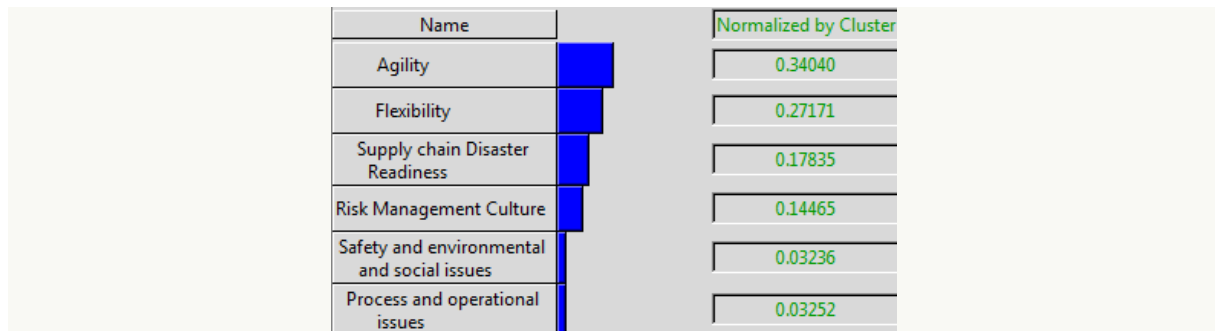 Name Normalized by Cluster
Agility 0.34040
Flexibility 0.27171
Supply chain Disaster
Readiness 0.17835
Risk Management Culture 0.14465
Safety and environmental
and social issues 0.03236
Process and operational
issues 0.03252